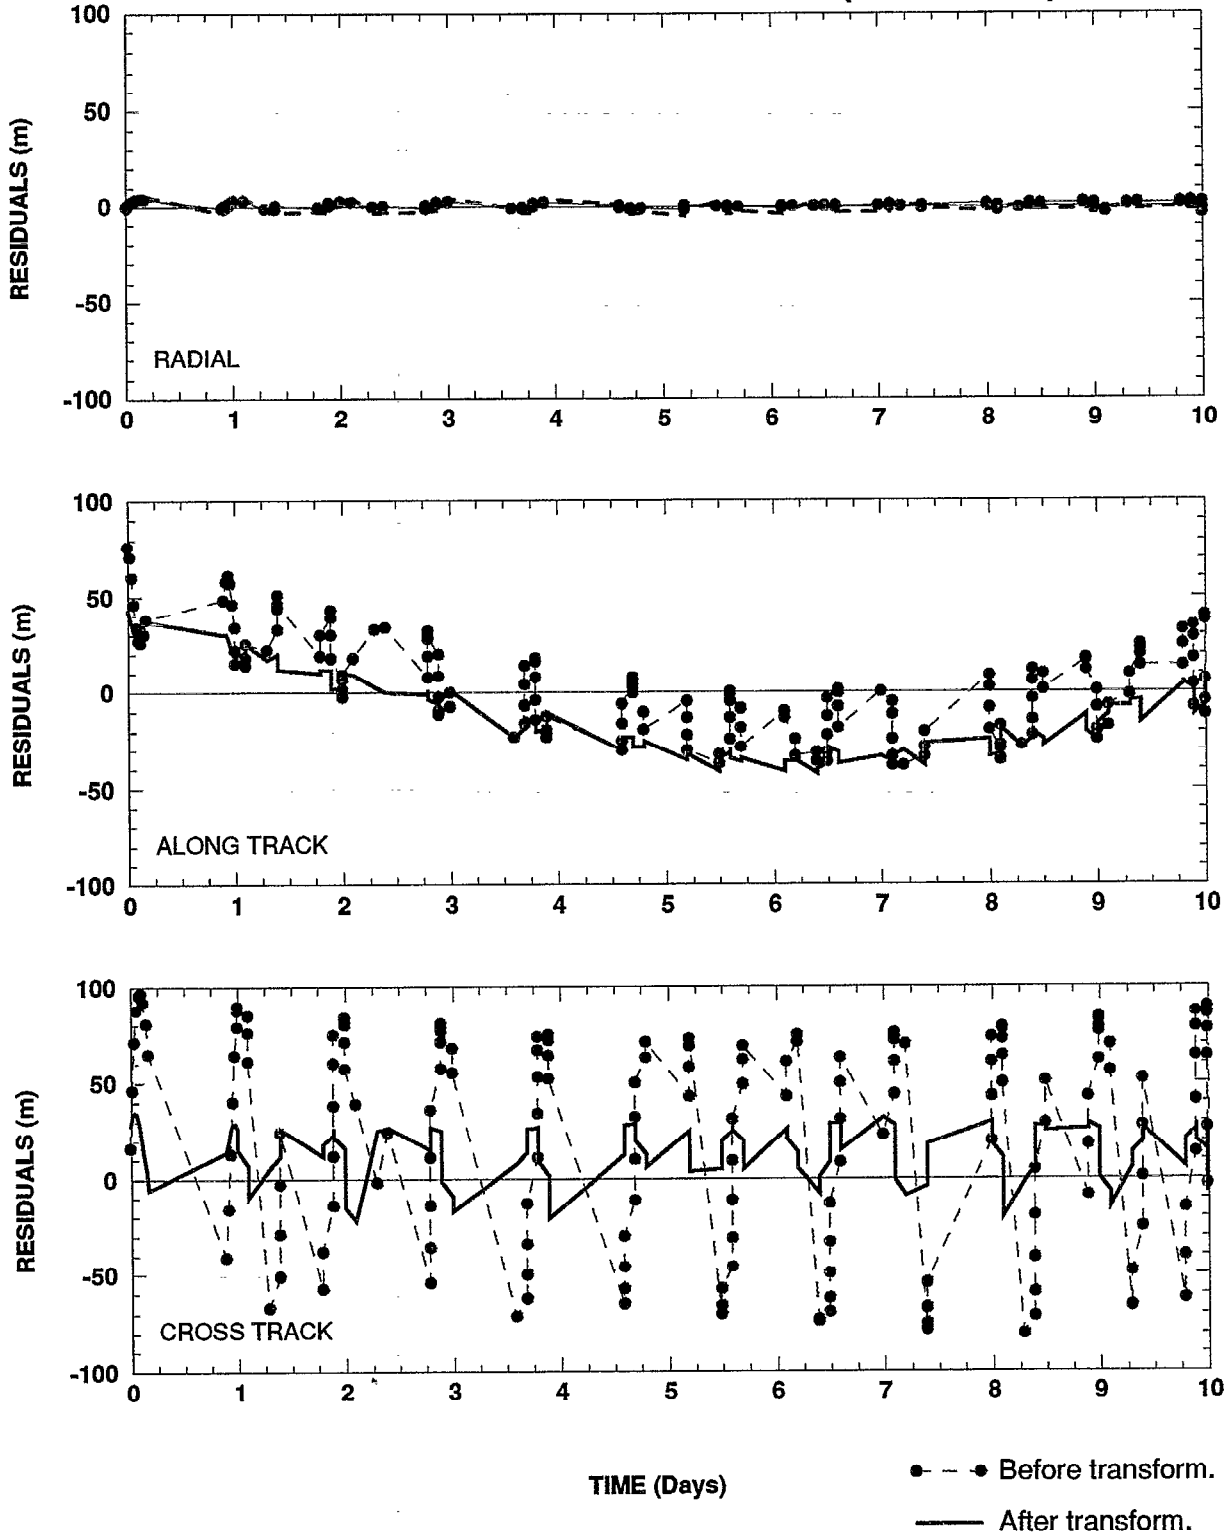 100
50
0
-50
-100
RESIDUALS (m)
RADIAL
0 1 2 3 4 5 6 7 8 9 10
100
50
0
-50
-100
RESIDUALS (m)
ALONG TRACK
0 1 2 3 4 5 6 7 8 9 10
100
50
0
-50
-100
RESIDUALS (m)
CROSS TRACK
0 1 2 3 4 5 6 7 8 9 10
TIME (Days)
Before transform.
After transform.